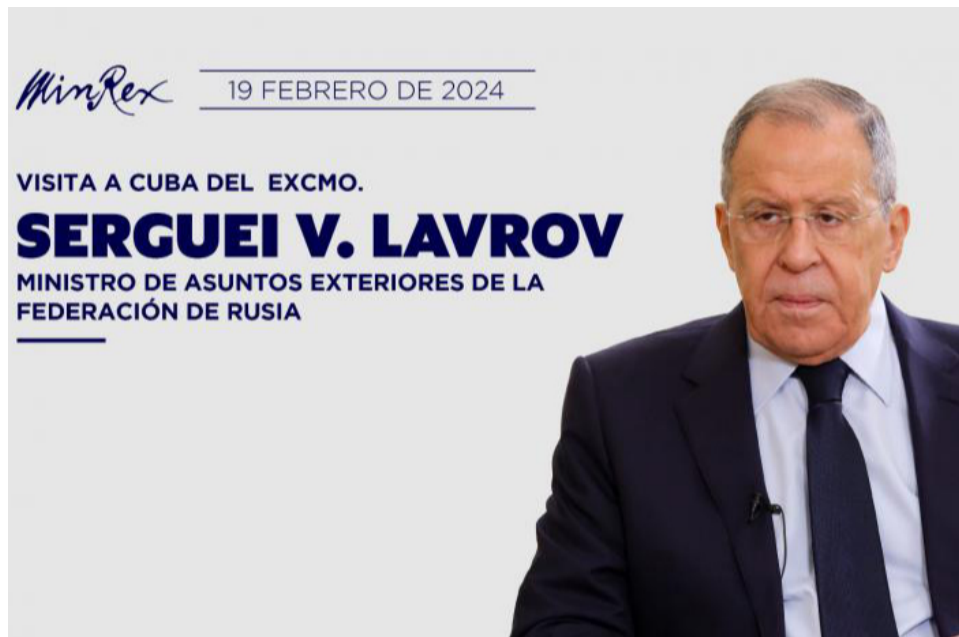 MinRex
19 FEBRERO DE 2024
VISITA A CUBA DEL EXCMO.
SERGUEI V. LAVROV
MINISTRO DE ASUNTOS EXTERIORES DE LA
FEDERACIÓN DE RUSIA